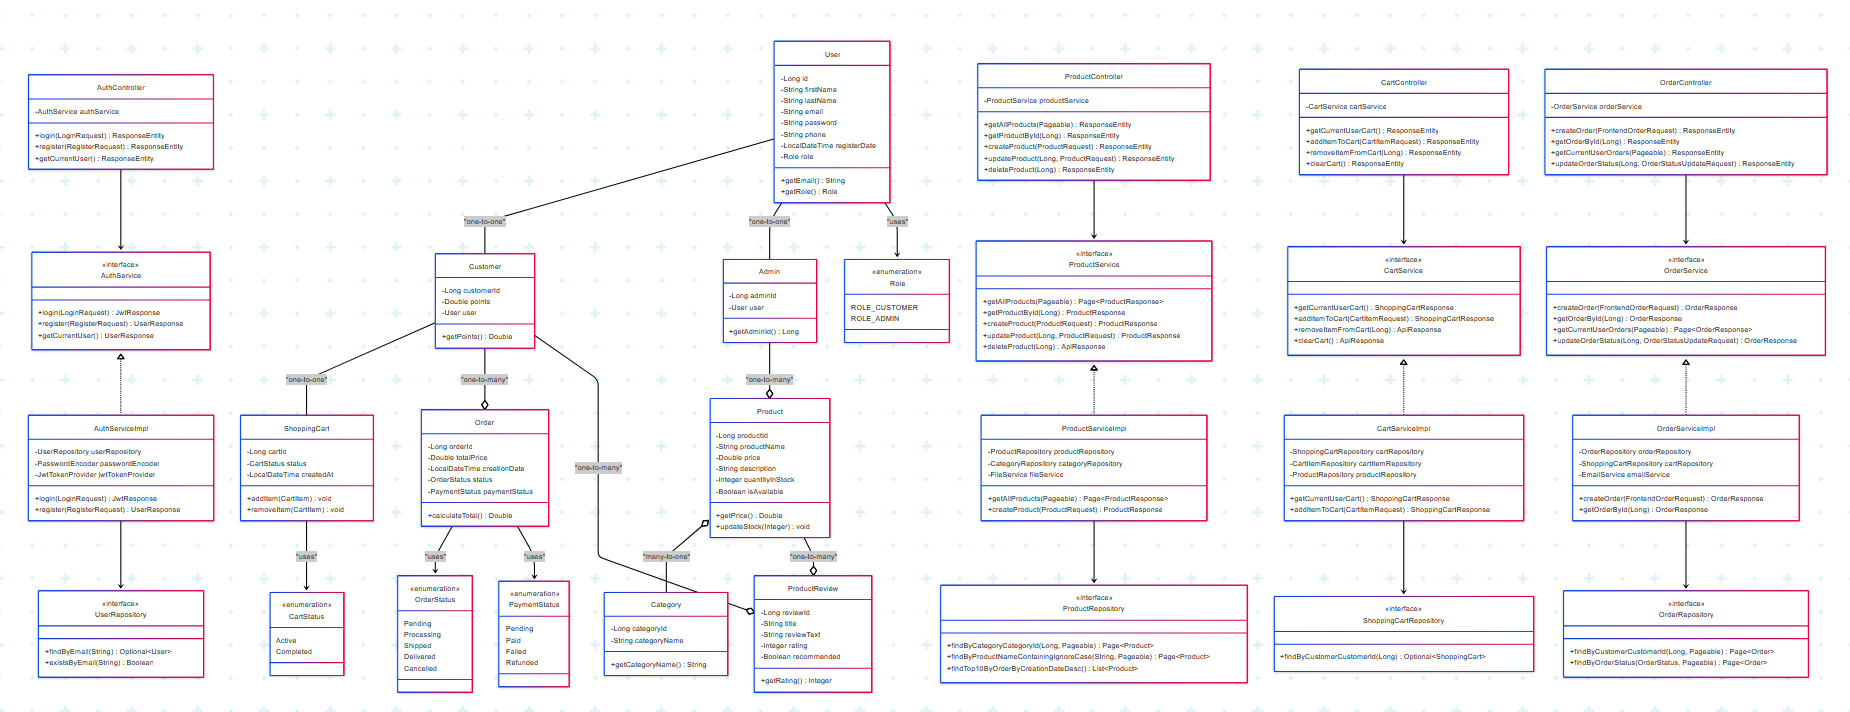 AuthController
-AuthService authService
+login(LoginRequest) : ResponseEntity
+register(RegisterRequest) : ResponseEntity
+getCurrentUser() : ResponseEntity
User
-Long id
-String firstName
-String lastName
-String email
-String password
-String phone
-LocalDateTime registerDate
-Role role
+getEmail() : String
+getRole() : Role
ProductController
-ProductService productService
+getAllProducts(Pageable) : ResponseEntity
+getProductById(Long) : ResponseEntity
+createProduct(ProductRequest) : ResponseEntity
+updateProduct(Long, ProductRequest) : ResponseEntity
+deleteProduct(Long) : ResponseEntity
CartController
-CartService cartService
+getCurrentUserCart() : ResponseEntity
+addItemToCart(CartItemRequest) : ResponseEntity
+removeItemFromCart(Long) : ResponseEntity
+clearCart() : ResponseEntity
OrderController
-OrderService orderService
+createOrder(FrontendOrderRequest) : ResponseEntity
+getOrderById(Long) : ResponseEntity
+getCurrentUserOrders(Pageable) : ResponseEntity
+updateOrderStatus(Long, OrderStatusUpdateRequest) : ResponseEntity
"one-to-one"
"one-to-one"
"uses"
«interface»
AuthService
+login(LoginRequest) : JwtResponse
+register(RegisterRequest) : UserResponse
+getCurrentUser() : UserResponse
Customer
-Long customerId
-Double points
-User user
+getPoints() : Double
Admin
-Long adminId
-User user
+getAdminId() : Long
«enumeration»
Role
ROLE_CUSTOMER
ROLE_ADMIN
«interface»
ProductService
+getAllProducts(Pageable) : Page<ProductResponse>
+getProductById(Long) : ProductResponse
+createProduct(ProductRequest) : ProductResponse
+updateProduct(Long, ProductRequest) : ProductResponse
+deleteProduct(Long) : ApiResponse
«interface»
CartService
+getCurrentUserCart() : ShoppingCartResponse
+addItemToCart(CartItemRequest) : ShoppingCartResponse
+removeItemFromCart(Long) : ApiResponse
+clearCart() : ApiResponse
«interface»
OrderService
+createOrder(FrontendOrderRequest) : OrderResponse
+getOrderById(Long) : OrderResponse
+getCurrentUserOrders(Pageable) : Page<OrderResponse>
+updateOrderStatus(Long, OrderStatusUpdateRequest) : OrderResponse
"one-to-one"
"one-to-many"
"one-to-many"
"one-to-many"
AuthServiceImpl
-UserRepository userRepository
-PasswordEncoder passwordEncoder
-JwtTokenProvider jwtTokenProvider
+login(LoginRequest) : JwtResponse
+register(RegisterRequest) : UserResponse
ShoppingCart
-Long cartId
-CartStatus status
-LocalDateTime createdAt
+addItem(CartItem) : void
+removeItem(CartItem) : void
Order
-Long orderId
-Double totalPrice
-LocalDateTime creationDate
-OrderStatus status
-PaymentStatus paymentStatus
+calculateTotal() : Double
Product
-Long productId
-String productName
-Double price
-String description
-Integer quantityInStock
-Boolean isAvailable
+getPrice() : Double
+updateStock(Integer) : void
ProductServiceImpl
-ProductRepository productRepository
-CategoryRepository categoryRepository
-FileService fileService
+getAllProducts(Pageable) : Page<ProductResponse>
+createProduct(ProductRequest) : ProductResponse
CartServiceImpl
-ShoppingCartRepository cartRepository
-CartItemRepository cartItemRepository
-ProductRepository productRepository
+getCurrentUserCart() : ShoppingCartResponse
+addItemToCart(CartItemRequest) : ShoppingCartResponse
OrderServiceImpl
-OrderRepository orderRepository
-ShoppingCartRepository cartRepository
-EmailService emailService
+createOrder(FrontendOrderRequest) : OrderResponse
+getOrderById(Long) : OrderResponse
"uses"
"uses"
"uses"
"many-to-one"
"one-to-many"
«interface»
UserRepository
+findByEmail(String) : Optional<User>
+existsByEmail(String) : Boolean
«enumeration»
CartStatus
Active
Completed
«enumeration»
OrderStatus
Pending
Processing
Shipped
Delivered
Cancelled
«enumeration»
PaymentStatus
Pending
Paid
Failed
Refunded
Category
-Long categoryId
-String categoryName
+getCategoryName() : String
ProductReview
-Long reviewId
-String title
-String reviewText
-Integer rating
-Boolean recommended
+getRating() : Integer
«interface»
ProductRepository
+findByCategoryCategoryId(Long, Pageable) : Page<Product>
+findByProductNameContainingIgnoreCase(String, Pageable) : Page<Product>
+findTop10ByOrderByCreationDateDesc() : List<Product>
«interface»
ShoppingCartRepository
+findByCustomerCustomerId(Long) : Optional<ShoppingCart>
«interface»
OrderRepository
+findByCustomerCustomerId(Long, Pageable) : Page<Order>
+findByOrderStatus(OrderStatus, Pageable) : Page<Order>